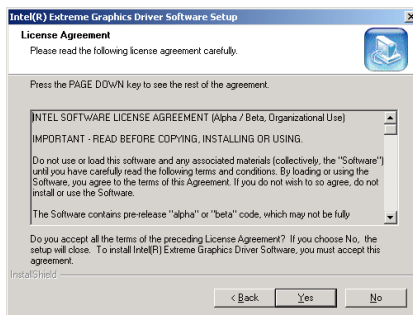 Intel(R) Extreme Graphics Driver Software Setup
License Agreement
Please read the following license agreement carefully.
Press the PAGE DOWN key to see the rest of the agreement.
INTEL SOFTWARE LICENSE AGREEMENT (Alpha / Beta, Organizational Use)
IMPORTANT - READ BEFORE COPYING, INSTALLING OR USING.
Do not use or load this software and any associated materials (collectively, the "Software")
until you have carefully read the following terms and conditions. By loading or using the
Software, you agree to the terms of this Agreement. If you do not wish to so agree, do not
install or use the Software.
The Software contains pre-release "alpha" or "beta" code, which may not be fully
Do you accept all the terms of the preceding License Agreement? If you choose No, the
setup will close. To install Intel(R) Extreme Graphics Driver Software, you must accept this
agreement.
InstallShield
< Back
Yes
No